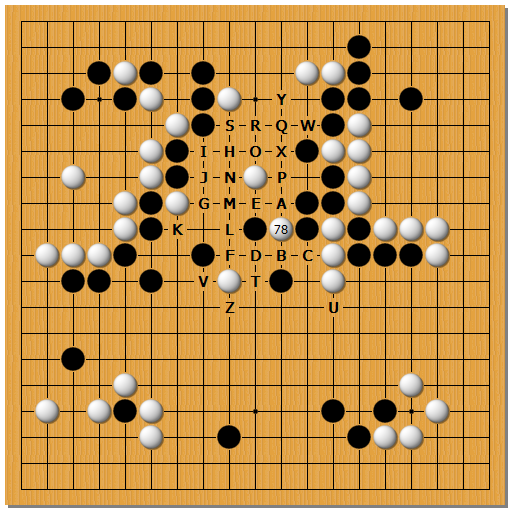 Y
S R Q W
I H O X
J N P
G M E A
K L 78
F D B C
V T
Z U